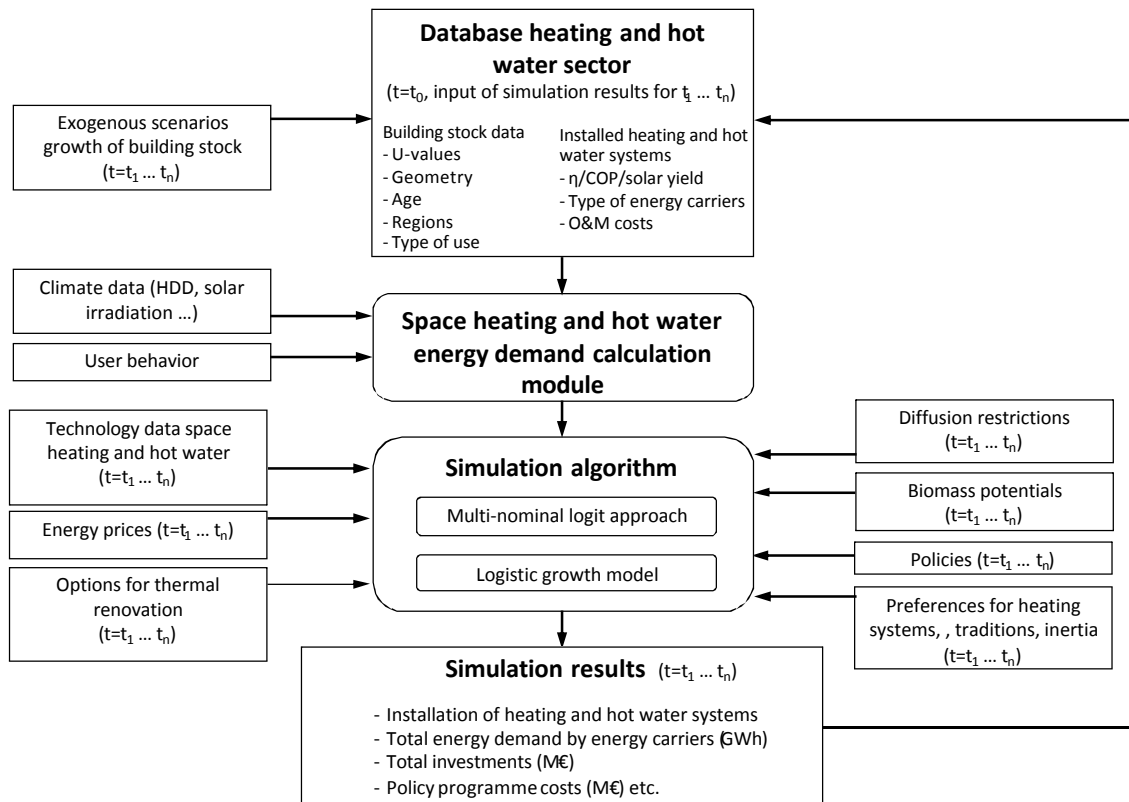 Database heating and hot
water sector
(t=t0, input of simulation results for t1 ... tn)
Building stock data
- U-values
- Geometry
- Age
- Regions
- Type of use
Installed heating and hot
water systems
- η/COP/solar yield
- Type of energy carriers
- O&M costs
Exogenous scenarios
growth of building stock
(t=t1 ... tn)
Climate data (HDD, solar
irradiation ...)
User behavior
Space heating and hot water
energy demand calculation
module
Technology data space
heating and hot water
(t=t1 ... tn)
Energy prices (t=t1 ... tn)
Options for thermal
renovation
(t=t1 ... tn)
Simulation algorithm
Multi-nominal logit approach
Logistic growth model
Diffusion restrictions
(t=t1 ... tn)
Biomass potentials
(t=t1 ... tn)
Policies (t=t1 ... tn)
Preferences for heating
systems, , traditions, inertia
(t=t1 ... tn)
Simulation results (t=t1 ... tn)
- Installation of heating and hot water systems
- Total energy demand by energy carriers (GWh)
- Total investments (M€)
- Policy programme costs (M€) etc.